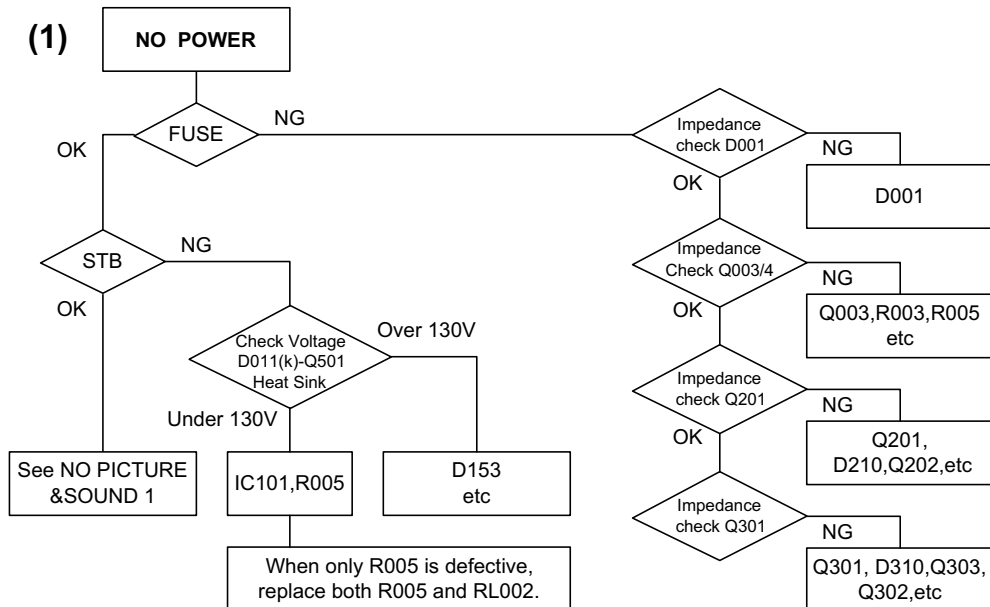 (1)
NO POWER
FUSE
NG
OK
STB
NG
OK
Check Voltage
D011(k)-Q501
Heat Sink
Over 130V
Under 130V
See NO PICTURE
&SOUND 1
IC101,R005
D153
etc
When only R005 is defective,
replace both R005 and RL002.
Impedance
check D001
NG
OK
D001
Impedance
Check Q003/4
NG
OK
Q003,R003,R005
etc
Impedance
check Q201
NG
OK
Q201,
D210,Q202,etc
Impedance
check Q301
NG
Q301, D310,Q303,
Q302,etc